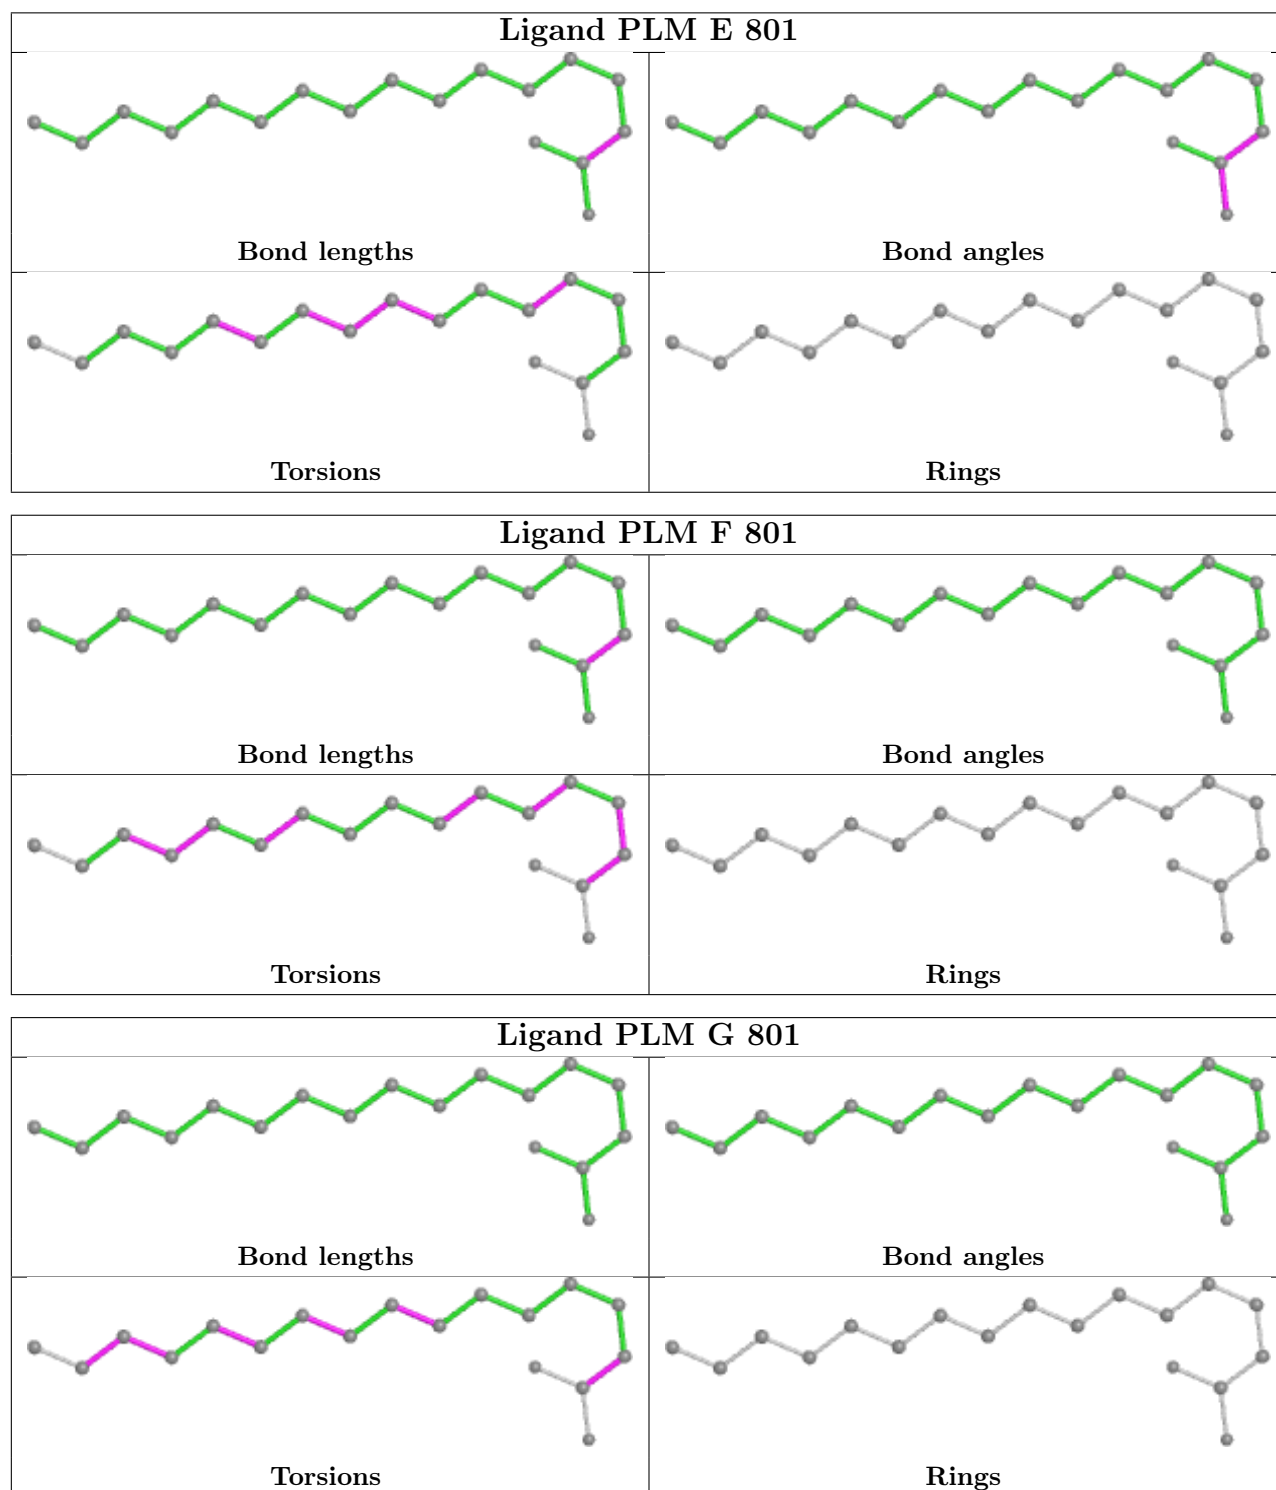 Ligand PLM E 801
Bond lengths
Bond angles
Torsions
Rings
Ligand PLM F 801
Bond lengths
Bond angles
Torsions
Rings
Ligand PLM G 801
Bond lengths
Bond angles
Torsions
Rings